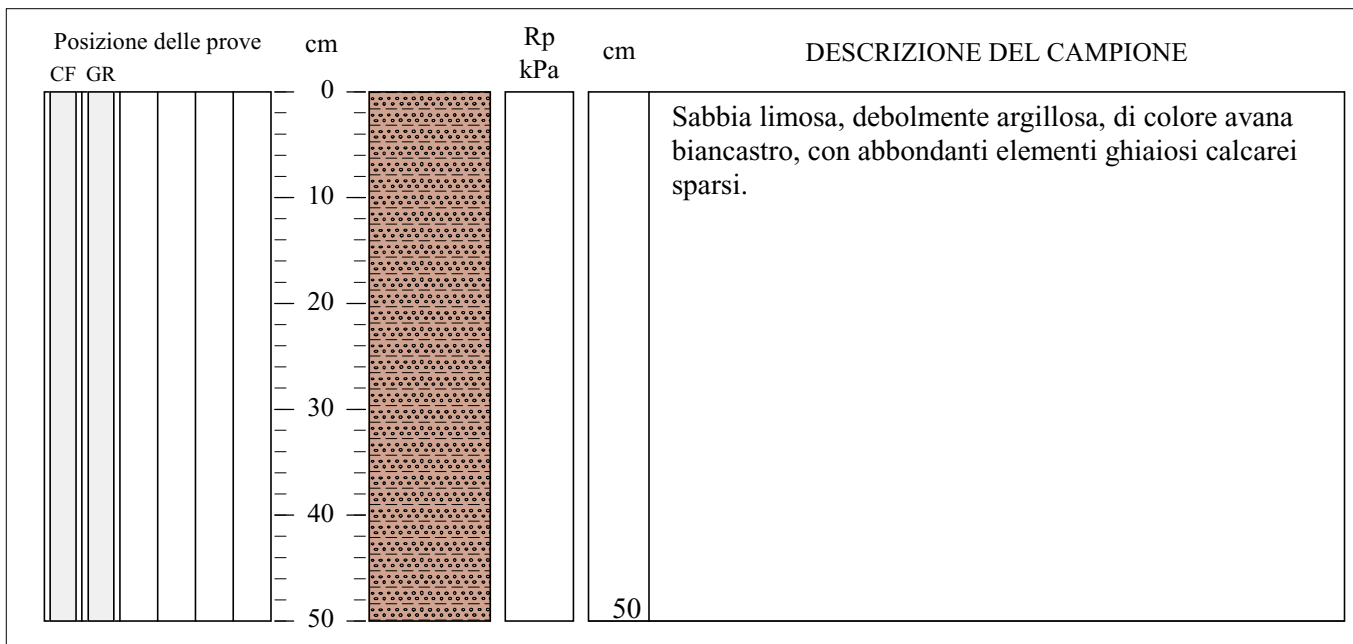 Posizione delle prove
CF GR
cm
Rp
kPa
cm
DESCRIZIONE DEL CAMPIONE
0
10
20
30
40
50
50
Sabbia limosa, debolmente argillosa, di colore avana
biancastro, con abbondanti elementi ghiaiosi calcarei
sparsi.